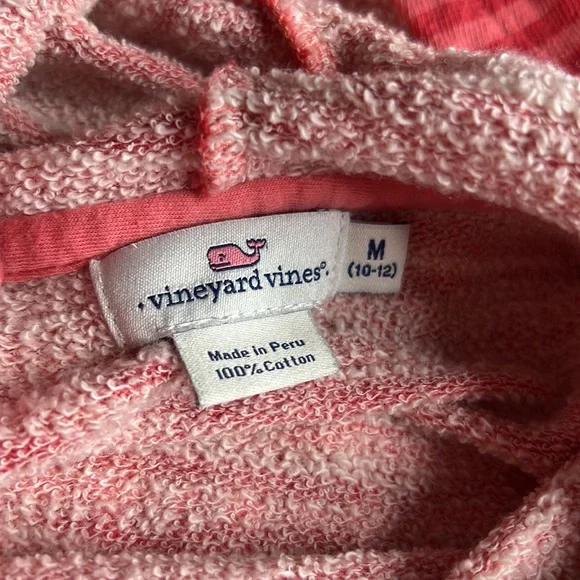 ·vineyard vines®·
M
(10-12)
Made in Peru
100% Cotton